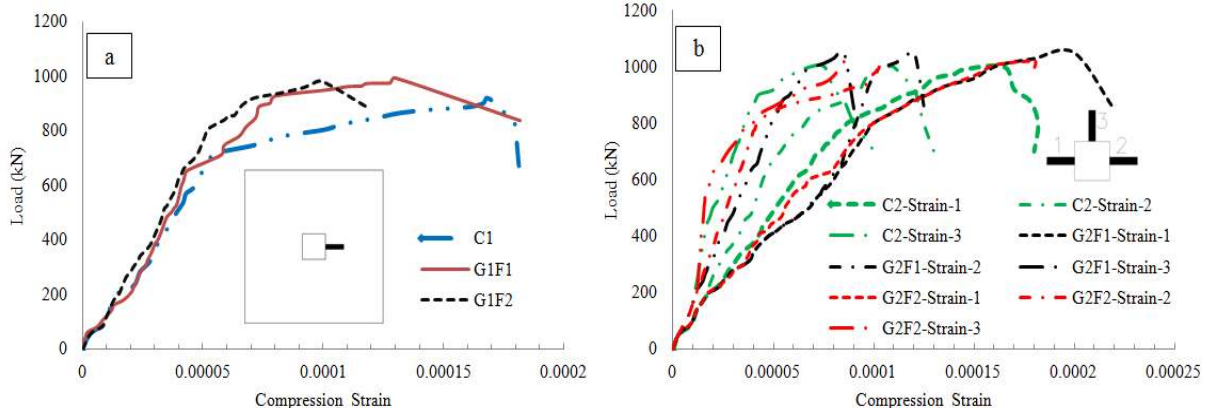 a
Load (kN)
1200
1000
800
600
400
200
0
0 0.00005 0.0001 0.00015 0.0002
Compression Strain
C1
G1F1
G1F2
b
Load (kN)
1200
1000
800
600
400
200
0
0 0.00005 0.0001 0.00015 0.0002 0.00025
Compression Strain
3
1 2
C2-Strain-1 C2-Strain-2
C2-Strain-3 G2F1-Strain-1
G2F1-Strain-2 G2F1-Strain-3
G2F2-Strain-1 G2F2-Strain-2
G2F2-Strain-3